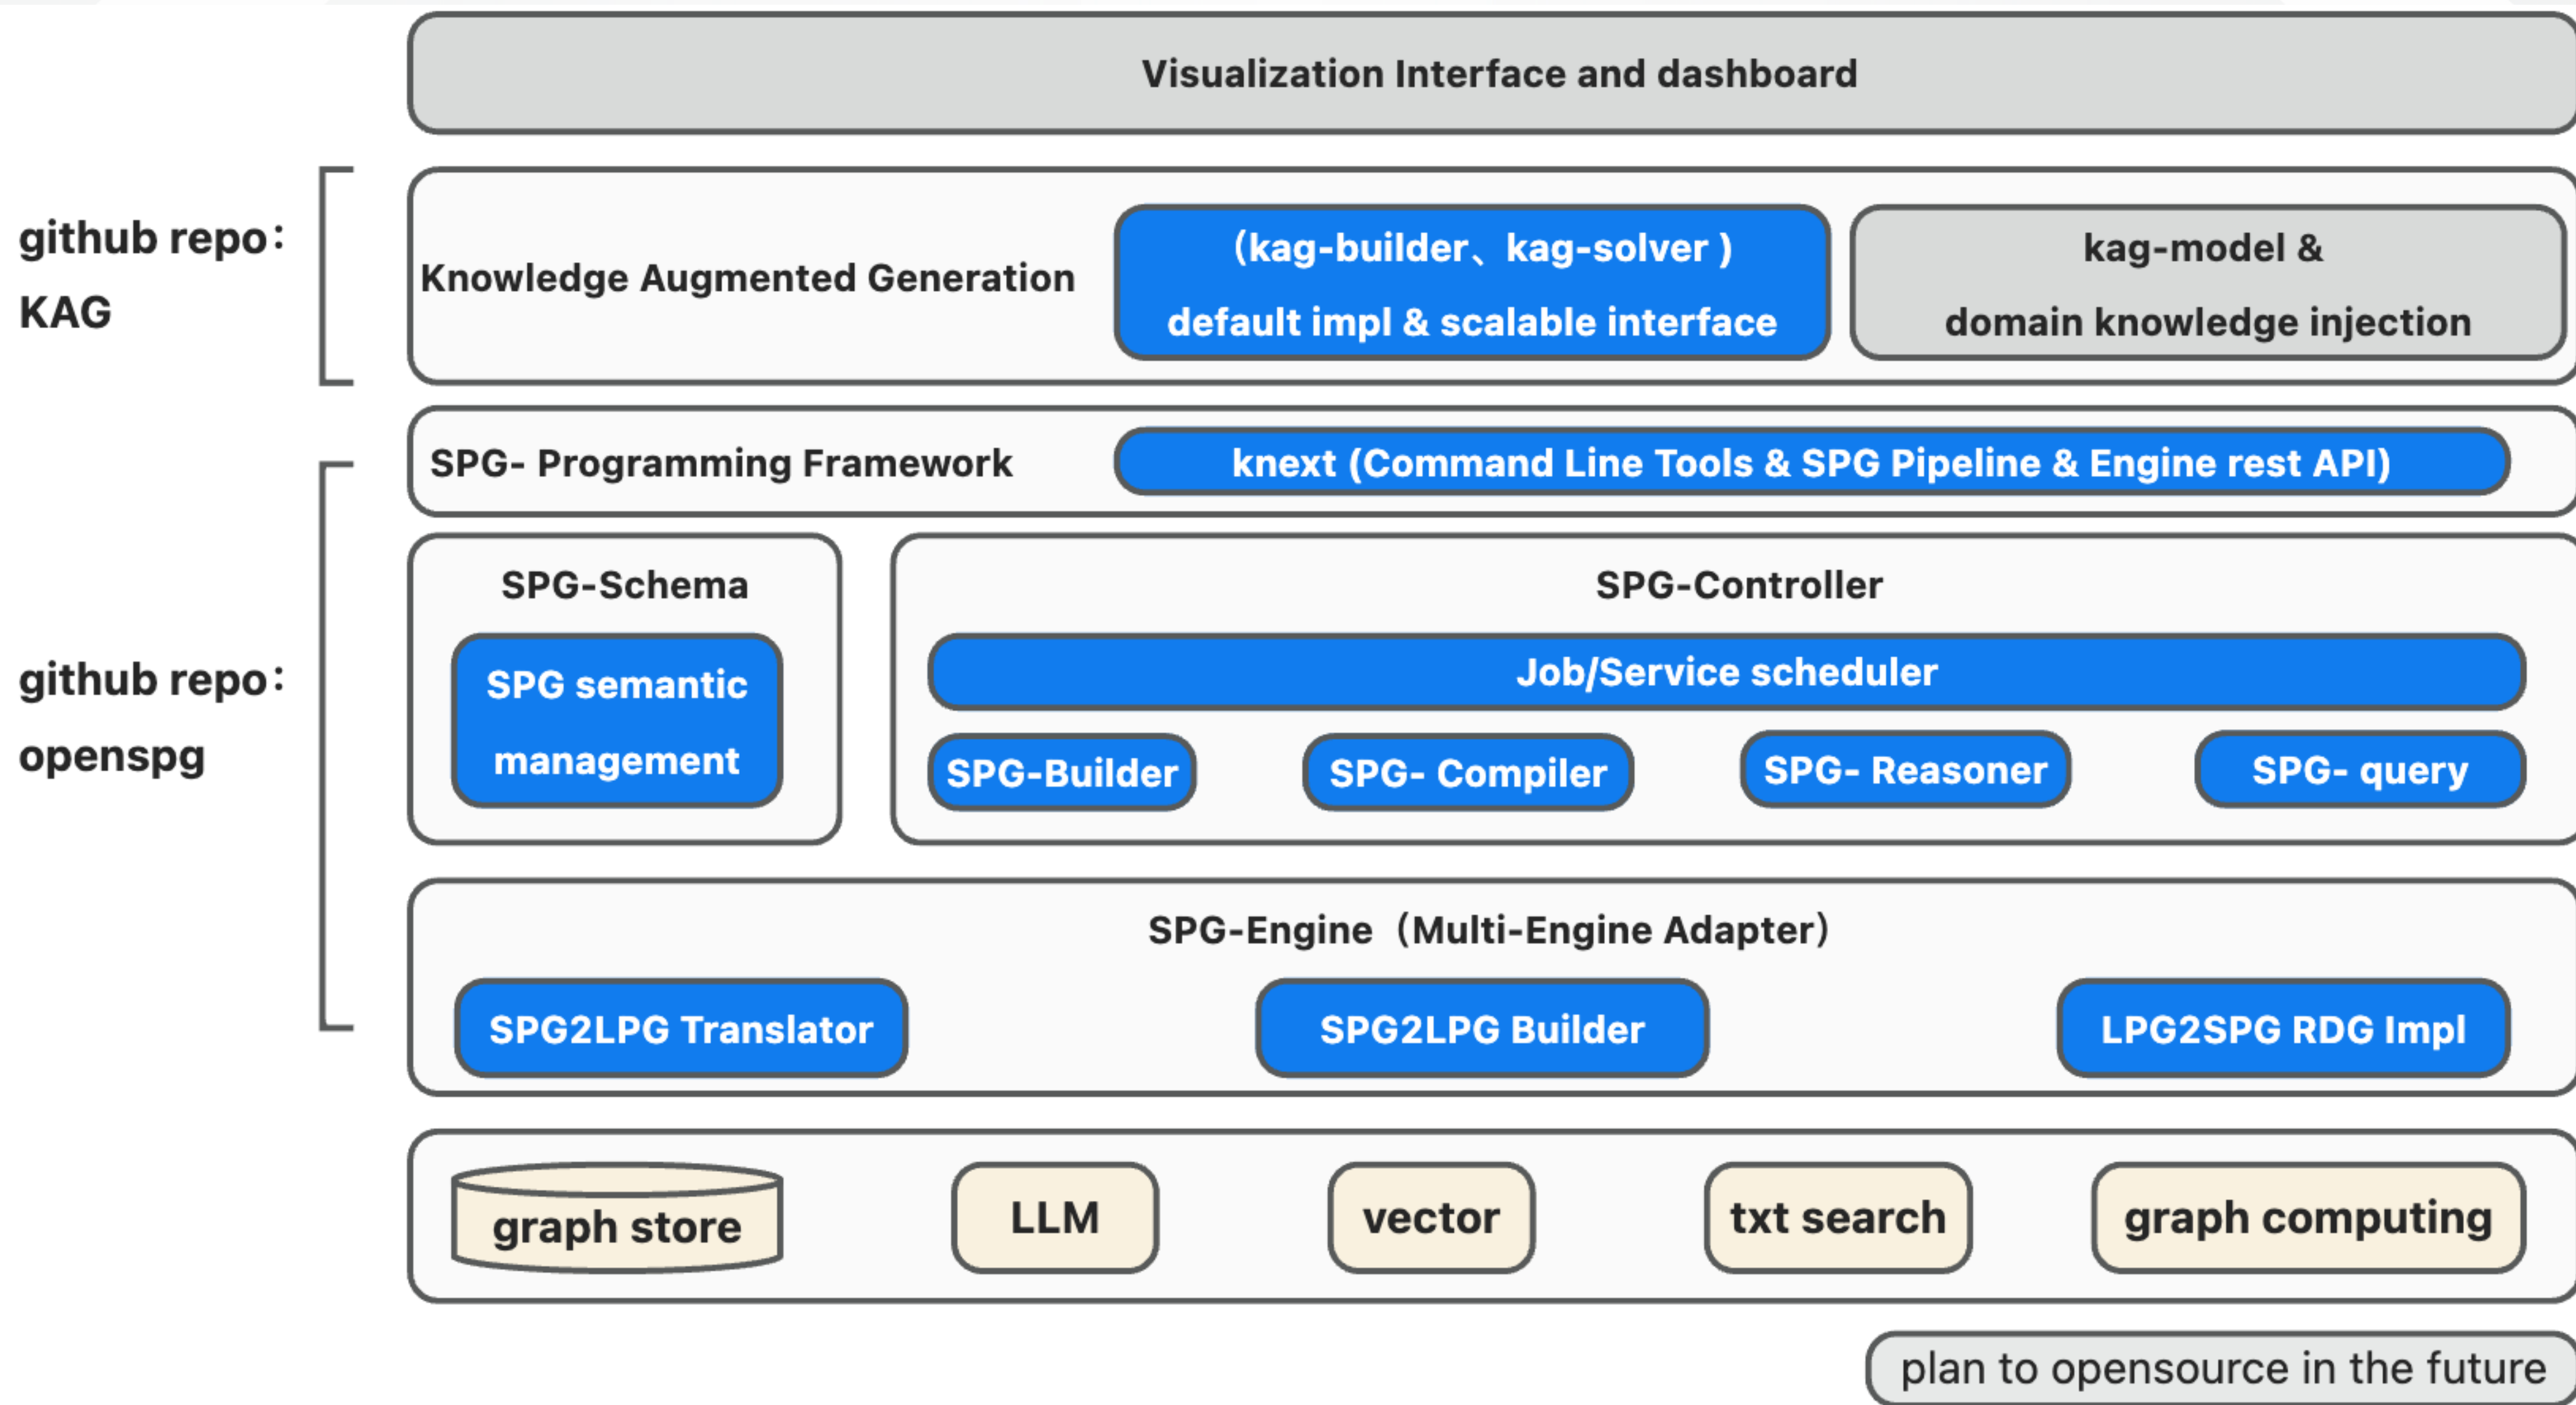 Visualization Interface and dashboard
github repo：
KAG
Knowledge Augmented Generation
（kag-builder、kag-solver )
default impl & scalable interface
kag-model &
domain knowledge injection
SPG- Programming Framework
knext (Command Line Tools & SPG Pipeline & Engine rest API)
github repo：
openspg
SPG-Schema
SPG semantic
management
SPG-Controller
Job/Service scheduler
SPG-Builder
SPG- Compiler
SPG- Reasoner
SPG- query
SPG-Engine（Multi-Engine Adapter）
SPG2LPG Translator
SPG2LPG Builder
LPG2SPG RDG Impl
graph store
LLM
vector
txt search
graph computing
plan to opensource in the future